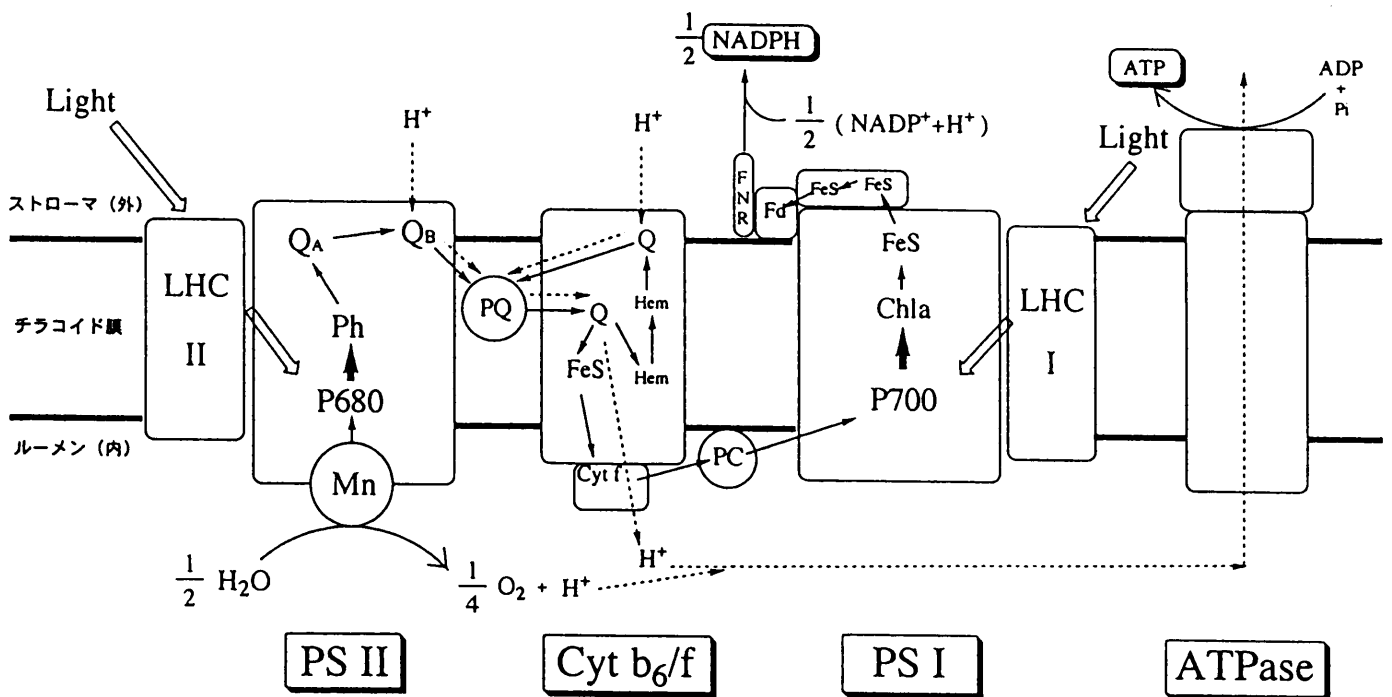 1/2 NADPH
ATP
ADP
+
Pi
Light
H⁺
H⁺
1/2 (NADP⁺+H⁺)
Light
ストローマ（外）
FNR
Fd
FeS
FeS
QA
QB
Q
FeS
LHC
II
PQ
Q
Hem
Chla
LHC
I
チラコイド膜
Ph
FeS
Hem
P680
P700
ルーメン（内）
Mn
Cyt f
PC
H⁺
1/2 H₂O
1/4 O₂ + H⁺
PS II
Cyt b₆/f
PS I
ATPase